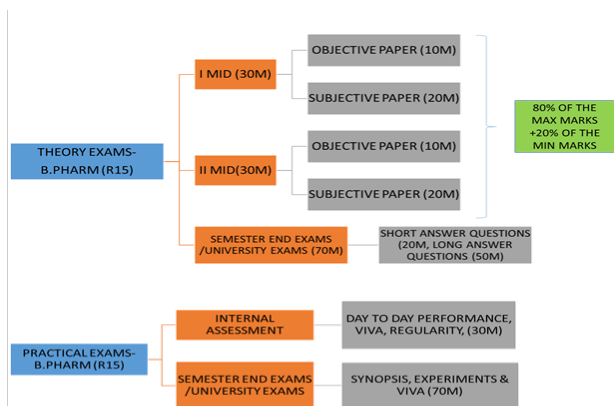 THEORY EXAMS-
B.PHARM (R15)
I MID (30M)
OBJECTIVE PAPER (10M)
SUBJECTIVE PAPER (20M)
II MID(30M)
OBJECTIVE PAPER (10M)
SUBJECTIVE PAPER (20M)
80% OF THE
MAX MARKS
+20% OF THE
MIN MARKS
SEMESTER END EXAMS
/UNIVERSITY EXAMS (70M)
SHORT ANSWER QUESTIONS
(20M, LONG ANSWER
QUESTIONS (50M)
PRACTICAL EXAMS-
B.PHARM (R15)
INTERNAL
ASSESSMENT
DAY TO DAY PERFORMANCE,
VIVA, REGULARITY, (30M)
SEMESTER END EXAMS
/UNIVERSITY EXAMS
SYNOPSIS, EXPERIMENTS &
VIVA (70M)